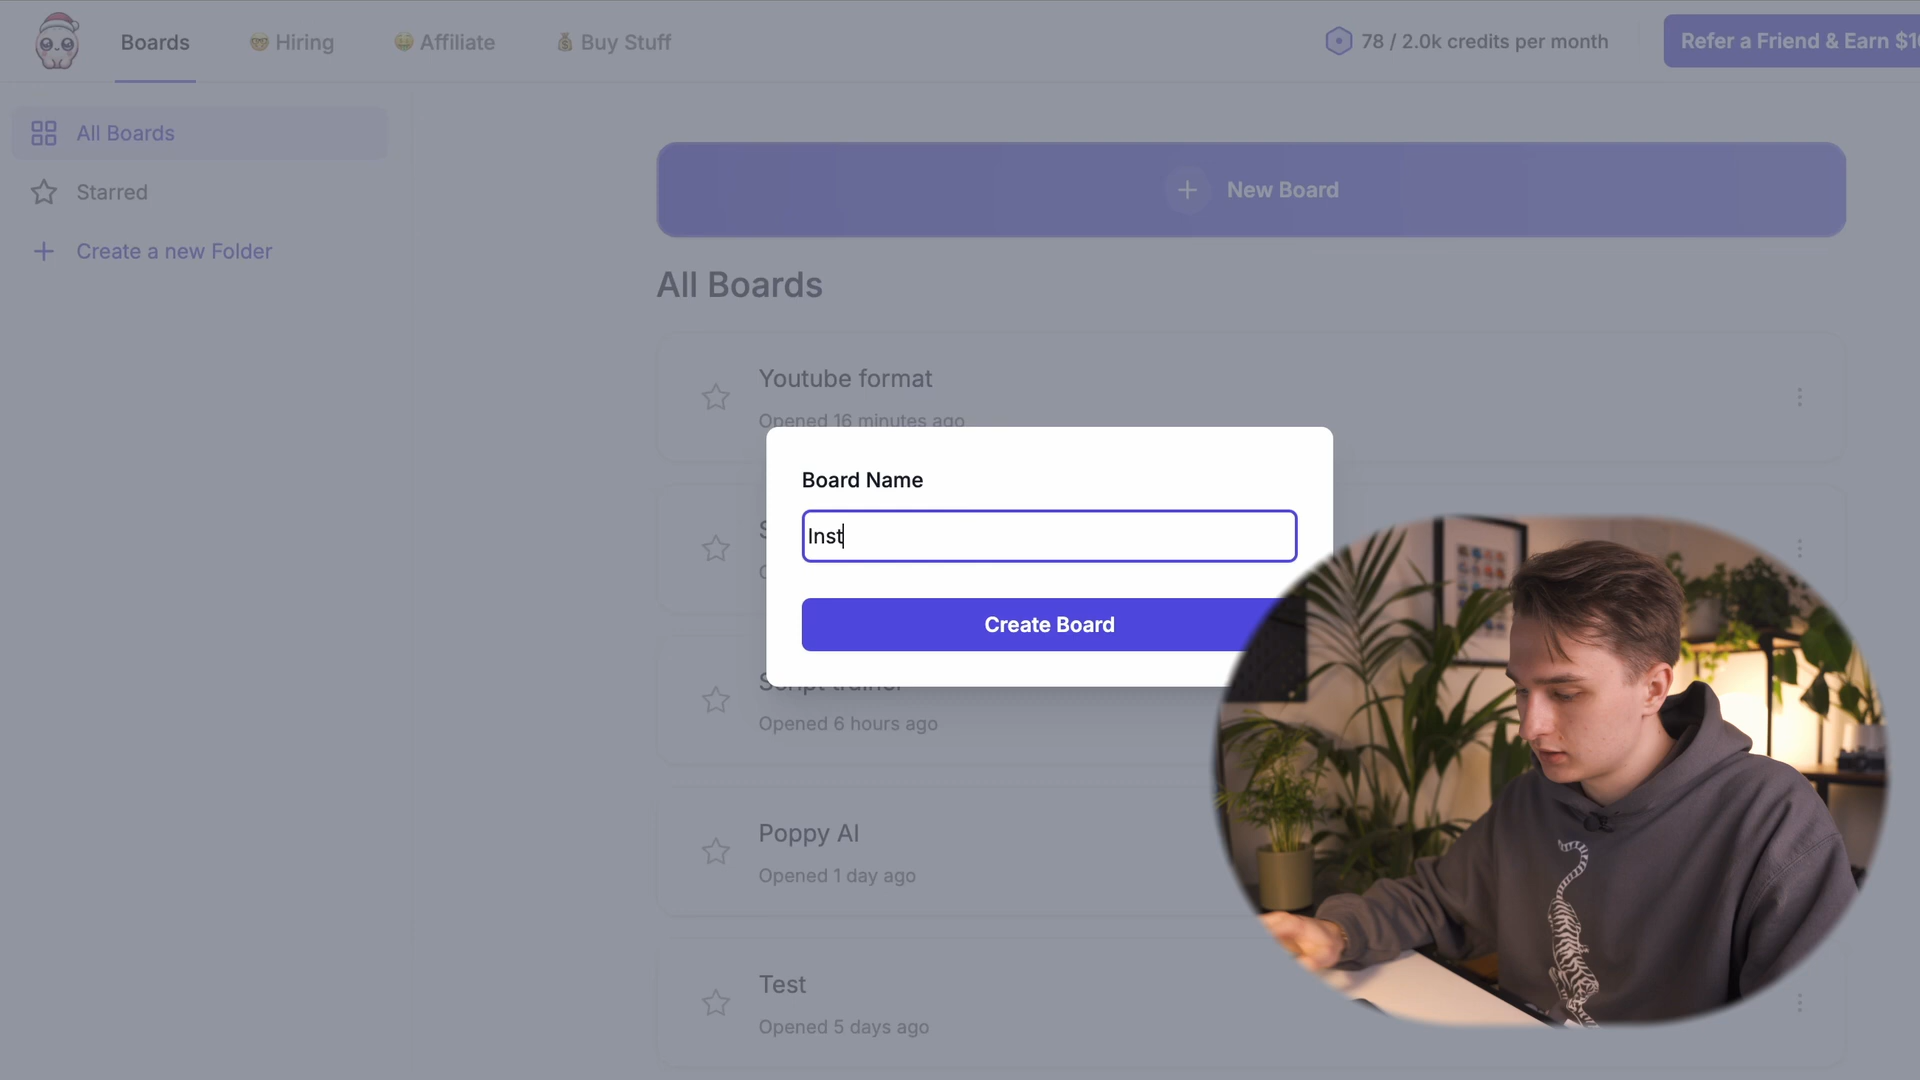 Boards
Hiring
Affiliate
Buy Stuff
78 / 2.0k credits per month
Refer a Friend & Earn
All Boards
Starred
Create a new Folder
New Board
All Boards
Youtube format
Opened 16 minutes ago
Board Name
Inst
Create Board
Script trainer
Opened 6 hours ago
Poppy AI
Opened 1 day ago
Test
Opened 5 days ago